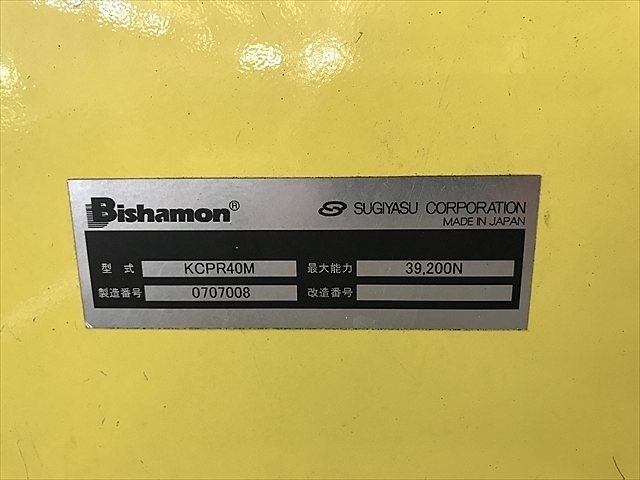 Bishamon®
SUGIYASU CORPORATION
MADE IN JAPAN
型式 KCPR40M 最大能力 39,200N
製造番号 0707008 改造番号